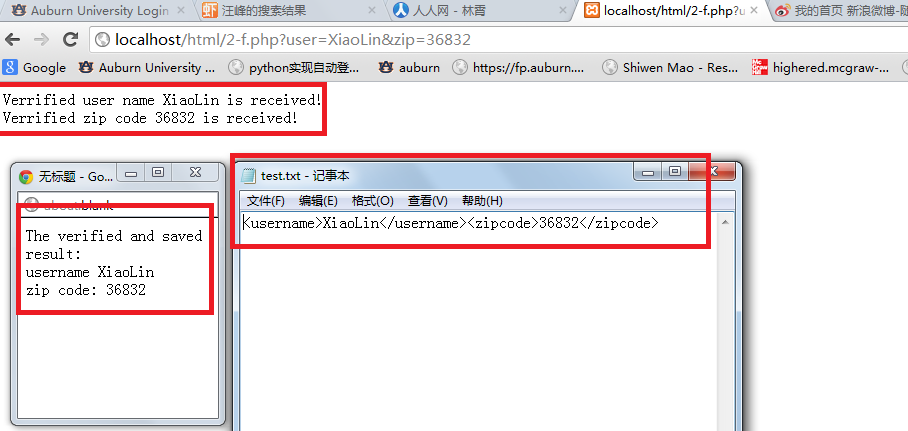 Auburn University Login
汪峰的搜索结果
人人网 - 林霄
localhost/html/2-f.php?u
我的首页 新浪微博-随
localhost/html/2-f.php?user=XiaoLin&zip=36832
Google
Auburn University ...
python实现自动登...
auburn
https://fp.auburn....
Shiwen Mao - Res...
highered.mcgraw-...
Verrified user name XiaoLin is received!
Verrified zip code 36832 is received!
无标题 - Go...
about:blank
The verified and saved
result:
username XiaoLin
zip code: 36832
test.txt - 记事本
文件(F) 编辑(E) 格式(O) 查看(V) 帮助(H)
<username>XiaoLin</username><zipcode>36832</zipcode>